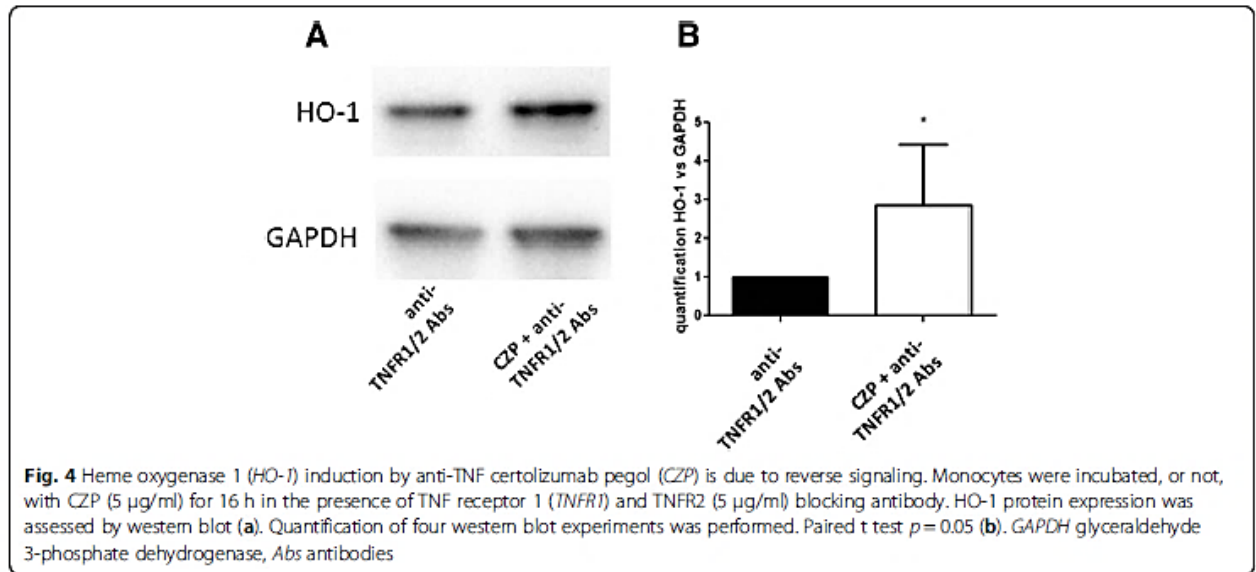 A
HO-1
GAPDH
anti-
TNFR1/2 Abs
CZP + anti-
TNFR1/2 Abs
B
quantification HO-1 vs GAPDH
5
4
3
2
1
0
*
anti-
TNFR1/2 Abs
CZP + anti-
TNFR1/2 Abs
Fig. 4 Heme oxygenase 1 (HO-1) induction by anti-TNF certolizumab pegol (CZP) is due to reverse signaling. Monocytes were incubated, or not,
with CZP (5 μg/ml) for 16 h in the presence of TNF receptor 1 (TNFR1) and TNFR2 (5 μg/ml) blocking antibody. HO-1 protein expression was
assessed by western blot (a). Quantification of four western blot experiments was performed. Paired t test p = 0.05 (b). GAPDH glyceraldehyde
3-phosphate dehydrogenase, Abs antibodies